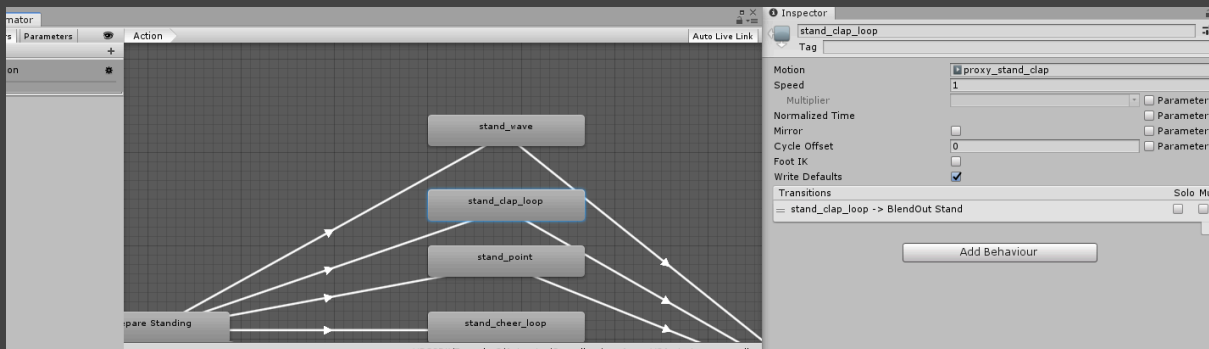 mator
rs Parameters
Action
Auto Live Link
on
stand_wave
stand_clap_loop
stand_point
epare Standing
stand_cheer_loop
Inspector
stand_clap_loop
Tag
Motion proxy_stand_clap
Speed 1
Multiplier Parameter
Normalized Time Parameter
Mirror Parameter
Cycle Offset 0 Parameter
Foot IK
Write Defaults
Transitions Solo Mu
stand_clap_loop -> BlendOut Stand
Add Behaviour